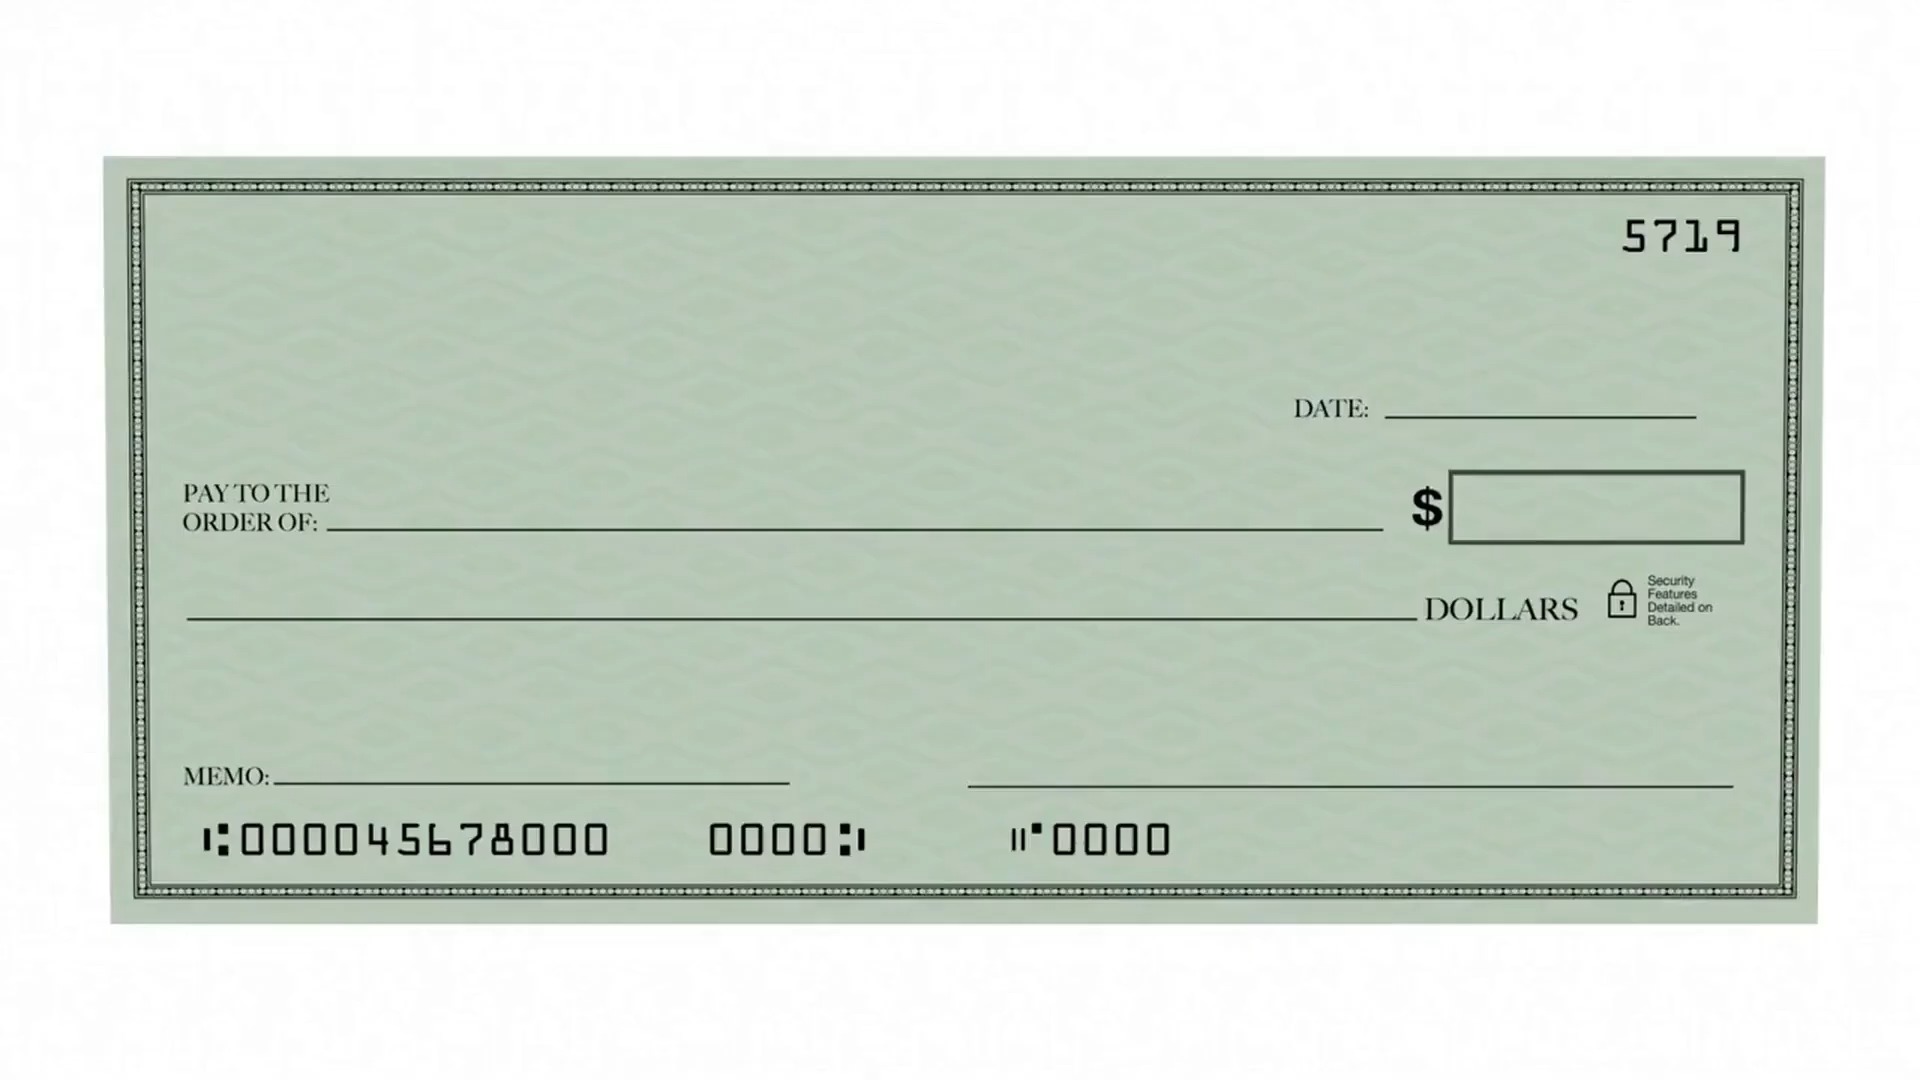 5719
DATE:
PAY TO THE
ORDER OF:
$
DOLLARS
Security
Features
Detailed on
Back.
MEMO:
⑆000045678000 0000⑆ ⑈0000